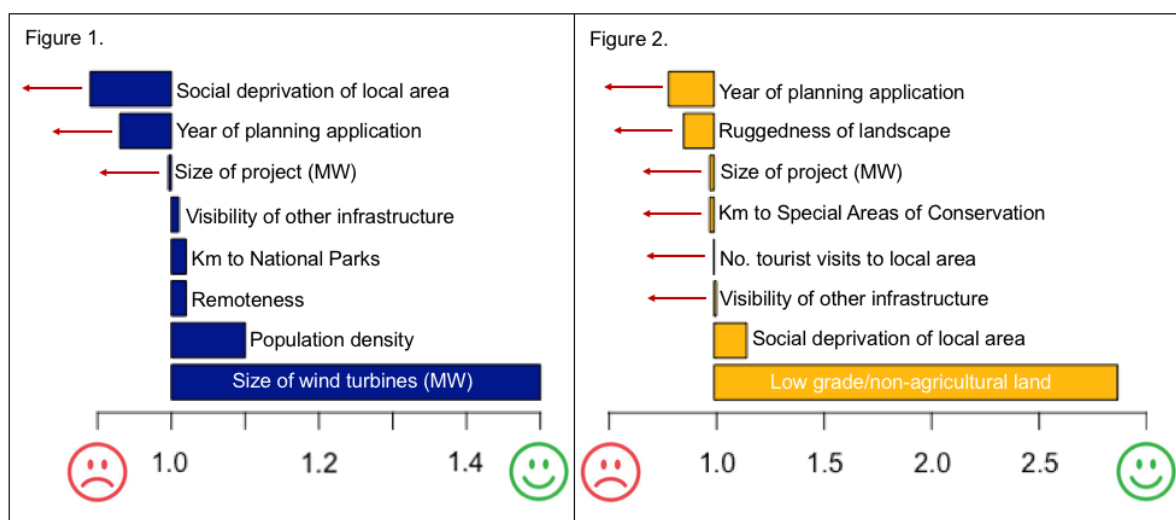 Figure 1.
Social deprivation of local area
Year of planning application
Size of project (MW)
Visibility of other infrastructure
Km to National Parks
Remoteness
Population density
Size of wind turbines (MW)
1.0 1.2 1.4
Figure 2.
Year of planning application
Ruggedness of landscape
Size of project (MW)
Km to Special Areas of Conservation
No. tourist visits to local area
Visibility of other infrastructure
Social deprivation of local area
Low grade/non-agricultural land
1.0 1.5 2.0 2.5